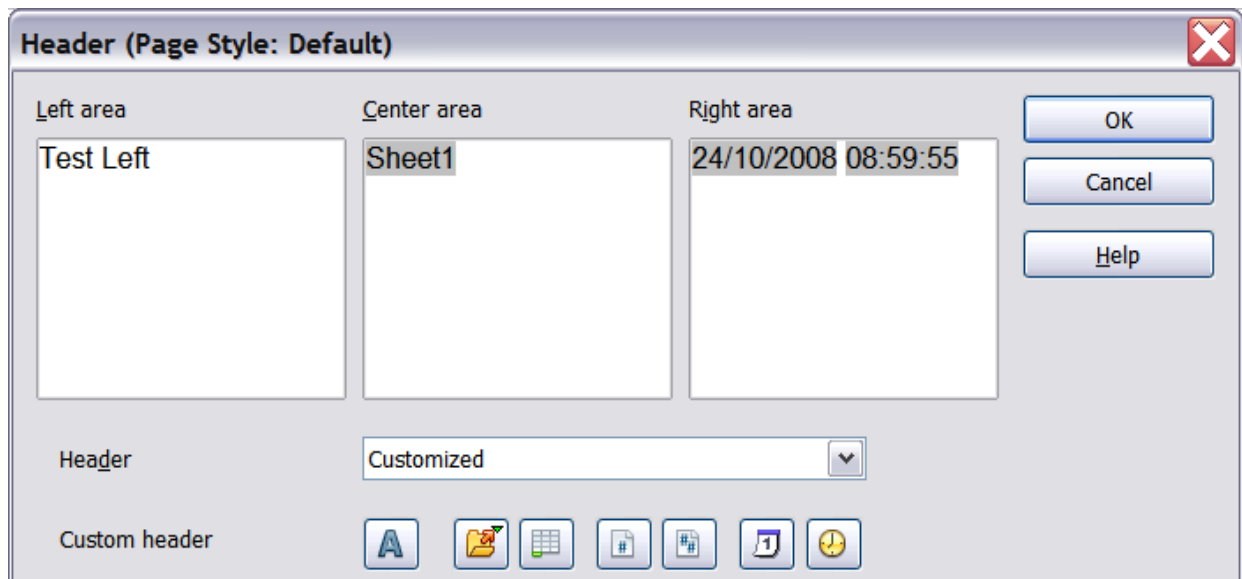 Header (Page Style: Default)
Left area
Center area
Right area
OK
Test Left
Sheet1
24/10/2008 08:59:55
Cancel
Help
Header
Customized
Custom header
A
#
##
1